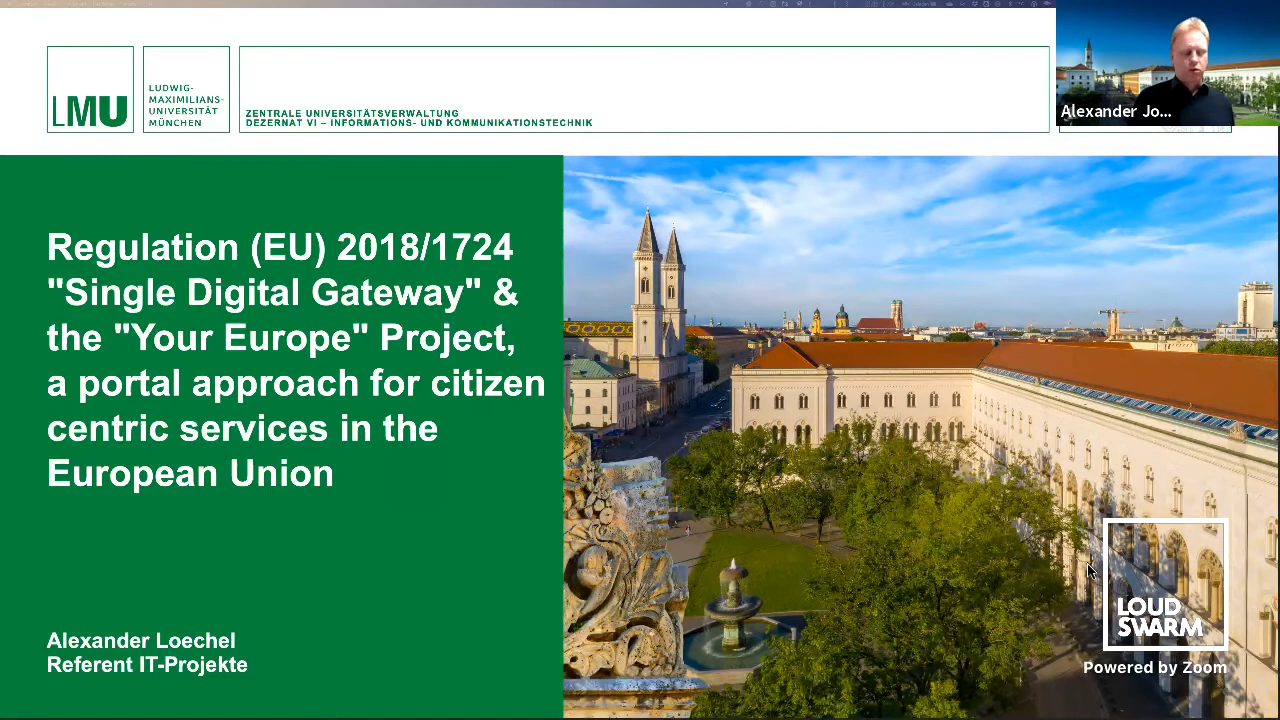 LMU
LUDWIG-
MAXIMILIANS-
UNIVERSITÄT
MÜNCHEN
ZENTRALE UNIVERSITÄTSVERWALTUNG
DEZERNAT VI – INFORMATIONS- UND KOMMUNIKATIONSTECHNIK
Alexander Jo...
Regulation (EU) 2018/1724
"Single Digital Gateway" &
the "Your Europe" Project,
a portal approach for citizen
centric services in the
European Union
Alexander Loechel
Referent IT-Projekte
LOUD
SWARM
Powered by Zoom